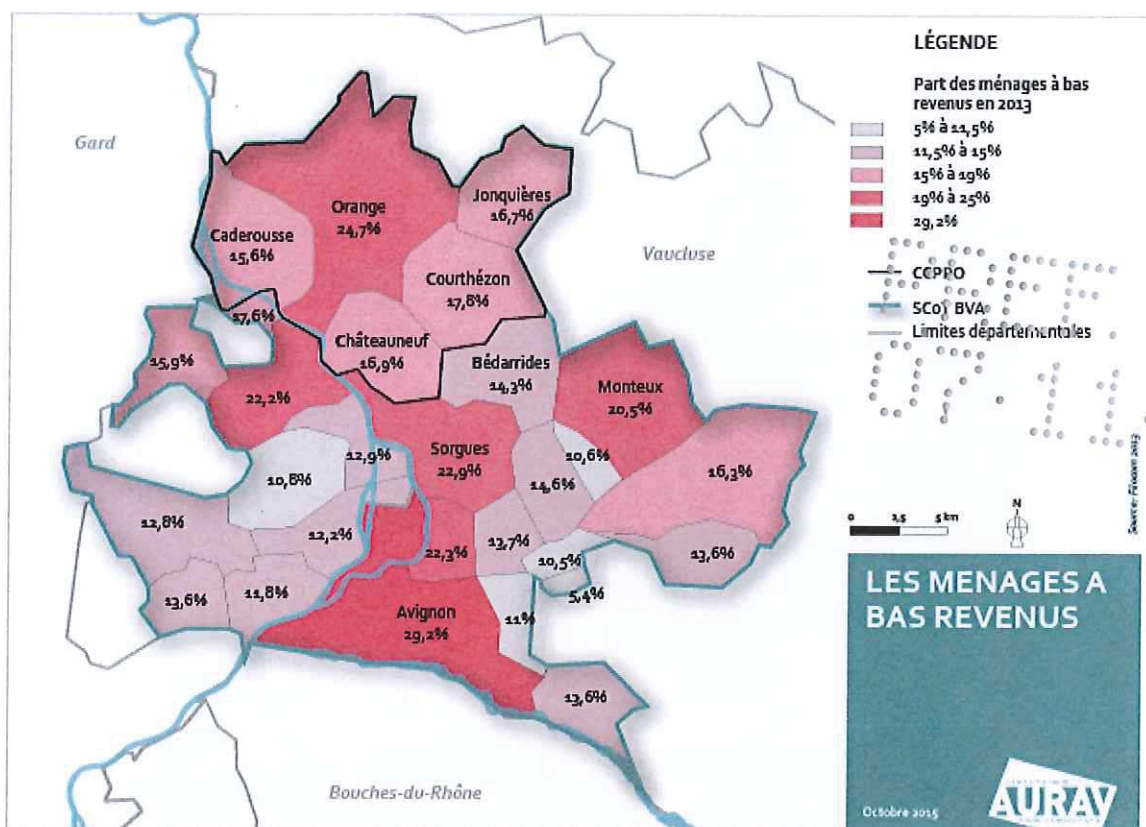 LÉGENDE
Part des ménages à bas
revenus en 2013
5% à 11,5%
11,5% à 15%
15% à 19%
19% à 25%
29,2%
CCPRO
SCoT BVA
Limites départementales
Gard
Vaucluse
Bouches-du-Rhône
Orange
24,7%
Jonquières
16,7%
Caderousse
15,6%
Courthézon
17,8%
17,6%
Châteauneuf
16,9%
15,9%
Bédarrides
14,3%
Monteux
20,5%
22,2%
Sorgues
22,9%
12,9%
10,6%
16,3%
10,8%
14,6%
12,8%
12,2%
22,3%
13,7%
10,5%
13,6%
13,6%
11,8%
5,4%
Avignon
29,2%
11%
13,6%
0 2,5 5 km
N
Source: Filocom 2013
LES MENAGES A
BAS REVENUS
Octobre 2015
AURAV